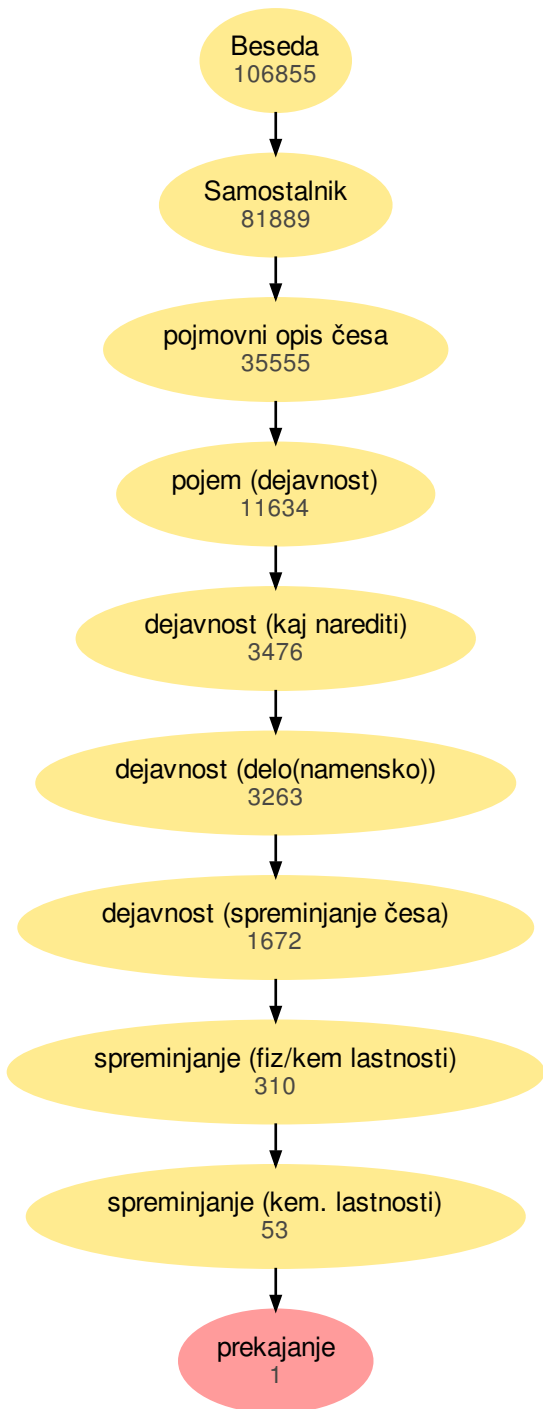 Beseda
106855
Samostalnik
81889
pojmovni opis česa
35555
pojem (dejavnost)
11634
dejavnost (kaj narediti)
3476
dejavnost (delo(namensko))
3263
dejavnost (spreminjanje česa)
1672
spreminjanje (fiz/kem lastnosti)
310
spreminjanje (kem. lastnosti)
53
prekajanje
1